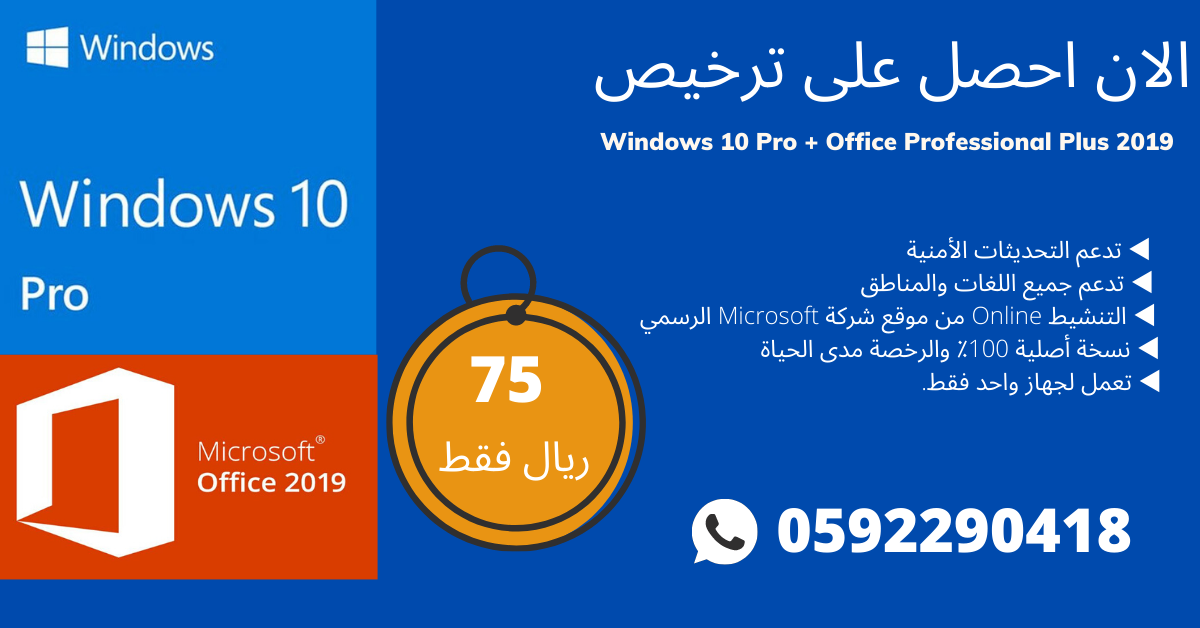 Windows
Windows 10
Pro
Microsoft®
Office 2019
الان احصل على ترخيص
Windows 10 Pro + Office Professional Plus 2019
تدعم التحديثات الأمنية
تدعم جميع اللغات والمناطق
التنشيط Online من موقع شركة Microsoft الرسمي
نسخة أصلية 100٪ والرخصة مدى الحياة
تعمل لجهاز واحد فقط.
75
ريال فقط
0592290418